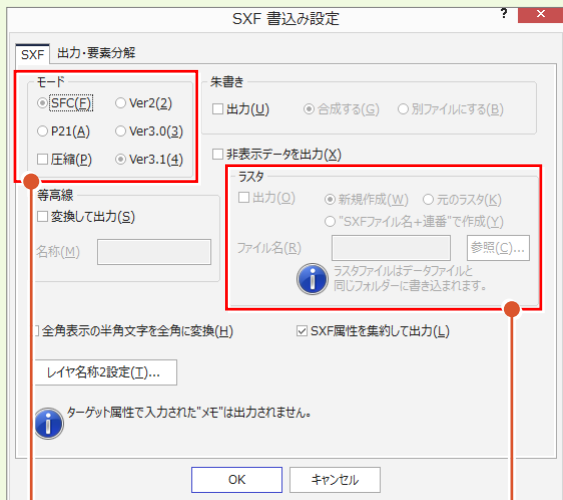 SXF 書込み設定
? ×
SXF 出力・要素分解
モード
SFC(F) Ver2(2)
P21(A) Ver3.0(3)
圧縮(P) Ver3.1(4)
朱書き
出力(U) 合成する(G) 別ファイルにする(B)
非表示データを出力(X)
等高線
変換して出力(S)
名称(M)
ラスタ
出力(O) 新規作成(W) 元のラスタ(K)
"SXFファイル名+連番"で作成(Y)
ファイル名(R) 参照(C)...
ラスタファイルはデータファイルと
同じフォルダーに書き込まれます。
全角表示の半角文字を全角に変換(H) SXF属性を集約して出力(L)
レイヤ名称2設定(T)...
ターゲット属性で入力された"メモ"は出力されません。
OK キャンセル